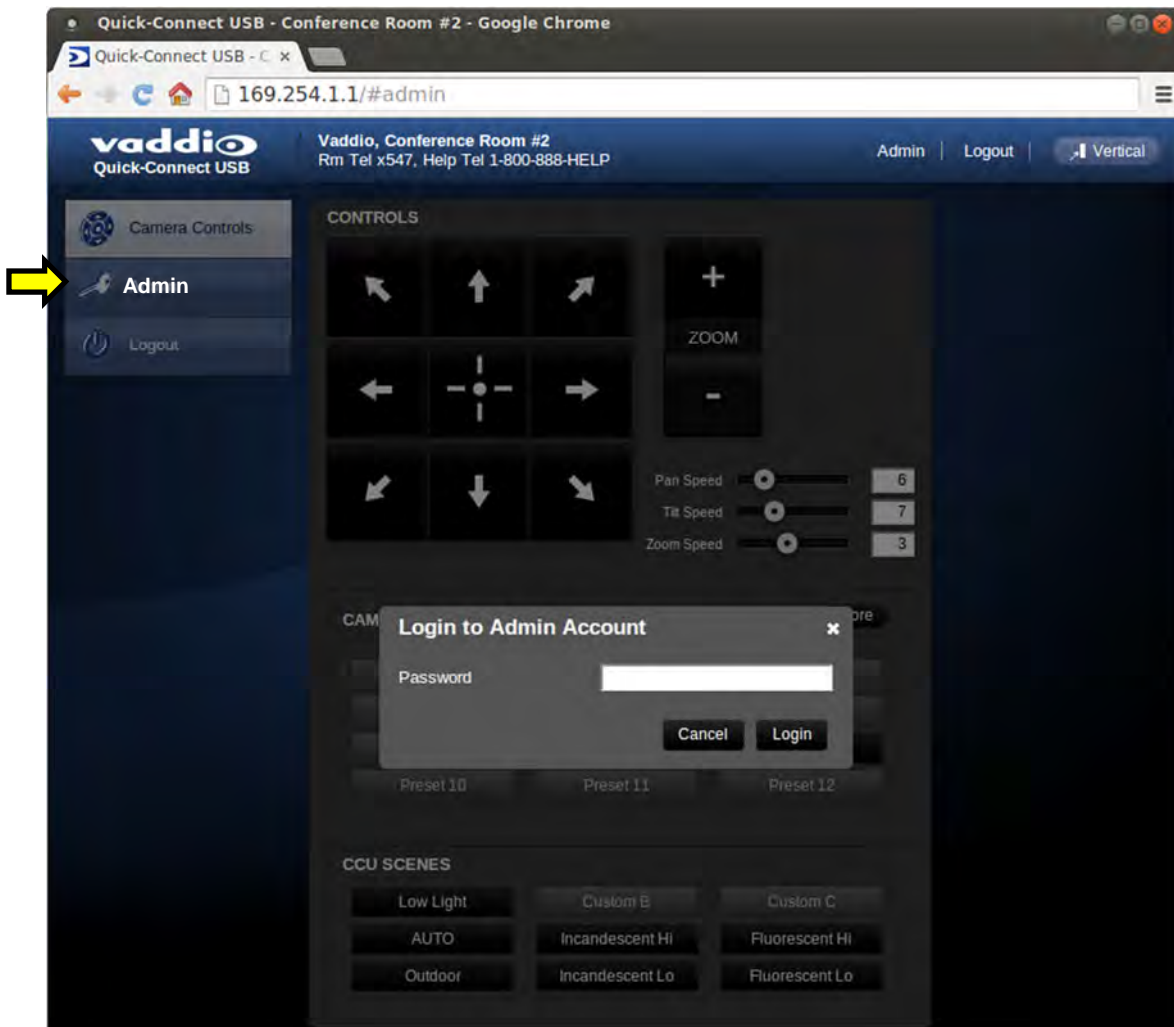 Quick-Connect USB - Conference Room #2 - Google Chrome
Quick-Connect USB - C ×
169.254.1.1/#admin
vaddio
Quick-Connect USB
Vaddio, Conference Room #2
Rm Tel x547, Help Tel 1-800-888-HELP
Admin | Logout | Vertical
Camera Controls
Admin
Logout
CONTROLS
+
ZOOM
-
Pan Speed 6
Tilt Speed 7
Zoom Speed 3
CAM
ore
Login to Admin Account
Password
Cancel Login
Preset 10 Preset 11 Preset 12
CCU SCENES
Low Light Custom B Custom C
AUTO Incandescent Hi Fluorescent Hi
Outdoor Incandescent Lo Fluorescent Lo